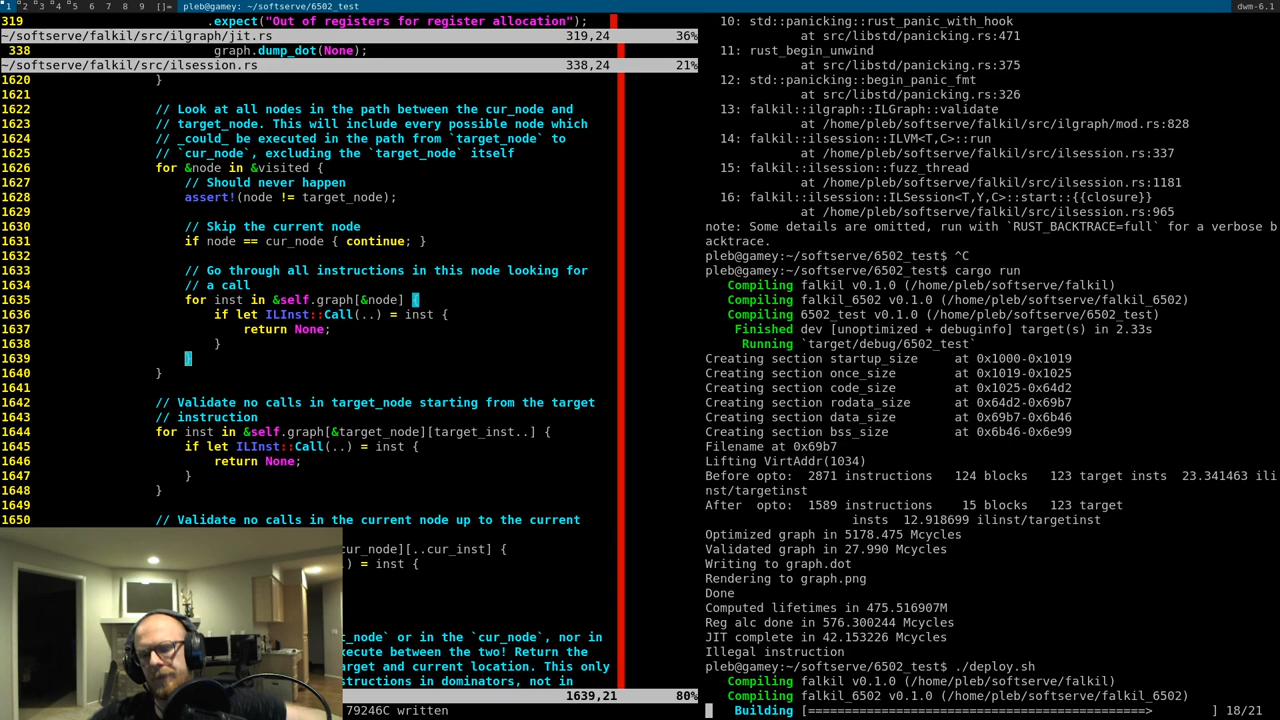 1 2 3 4 5 6 7 8 9 []= pleb@gamey: ~/softserve/6502_test dwm-6.1
319 .expect("Out of registers for register allocation");
~/softserve/falkil/src/ilgraph/jit.rs 319,24 36%
338 graph.dump_dot(None);
~/softserve/falkil/src/ilsession.rs 338,24 21%
1620 }
1621
1622 // Look at all nodes in the path between the cur_node and
1623 // target_node. This will include every possible node which
1624 // _could_ be executed in the path from `target_node` to
1625 // `cur_node`, excluding the `target_node` itself
1626 for &node in &visited {
1627 // Should never happen
1628 assert!(node != target_node);
1629
1630 // Skip the current node
1631 if node == cur_node { continue; }
1632
1633 // Go through all instructions in this node looking for
1634 // a call
1635 for inst in &self.graph[&node] {
1636 if let ILInst::Call(..) = inst {
1637 return None;
1638 }
1639 }
1640 }
1641
1642 // Validate no calls in target_node starting from the target
1643 // instruction
1644 for inst in &self.graph[&target_node][target_inst..] {
1645 if let ILInst::Call(..) = inst {
1646 return None;
1647 }
1648 }
1649
1650 // Validate no calls in the current node up to the current
cur_node][..cur_inst] {
.) = inst {
t_node` or in the `cur_node`, nor in
xecute between the two! Return the
arget and current location. This only
structions in dominators, not in
1639,21 80%
79246C written
10: std::panicking::rust_panic_with_hook
at src/libstd/panicking.rs:471
11: rust_begin_unwind
at src/libstd/panicking.rs:375
12: std::panicking::begin_panic_fmt
at src/libstd/panicking.rs:326
13: falkil::ilgraph::ILGraph::validate
at /home/pleb/softserve/falkil/src/ilgraph/mod.rs:828
14: falkil::ilsession::ILVM<T,C>::run
at /home/pleb/softserve/falkil/src/ilsession.rs:337
15: falkil::ilsession::fuzz_thread
at /home/pleb/softserve/falkil/src/ilsession.rs:1181
16: falkil::ilsession::ILSession<T,Y,C>::start::{{closure}}
at /home/pleb/softserve/falkil/src/ilsession.rs:965
note: Some details are omitted, run with `RUST_BACKTRACE=full` for a verbose b
acktrace.
pleb@gamey:~/softserve/6502_test$ ^C
pleb@gamey:~/softserve/6502_test$ cargo run
Compiling falkil v0.1.0 (/home/pleb/softserve/falkil)
Compiling falkil_6502 v0.1.0 (/home/pleb/softserve/falkil_6502)
Compiling 6502_test v0.1.0 (/home/pleb/softserve/6502_test)
Finished dev [unoptimized + debuginfo] target(s) in 2.33s
Running `target/debug/6502_test`
Creating section startup_size at 0x1000-0x1019
Creating section once_size at 0x1019-0x1025
Creating section code_size at 0x1025-0x64d2
Creating section rodata_size at 0x64d2-0x69b7
Creating section data_size at 0x69b7-0x6b46
Creating section bss_size at 0x6b46-0x6e99
Filename at 0x69b7
Lifting VirtAddr(1034)
Before opto: 2871 instructions 124 blocks 123 target insts 23.341463 ili
nst/targetinst
After opto: 1589 instructions 15 blocks 123 target
insts 12.918699 ilinst/targetinst
Optimized graph in 5178.475 Mcycles
Validated graph in 27.990 Mcycles
Writing to graph.dot
Rendering to graph.png
Done
Computed lifetimes in 475.516907M
Reg alc done in 576.300244 Mcycles
JIT complete in 42.153226 Mcycles
Illegal instruction
pleb@gamey:~/softserve/6502_test$ ./deploy.sh
Compiling falkil v0.1.0 (/home/pleb/softserve/falkil)
Compiling falkil_6502 v0.1.0 (/home/pleb/softserve/falkil_6502)
Building [===============================================> ] 18/21